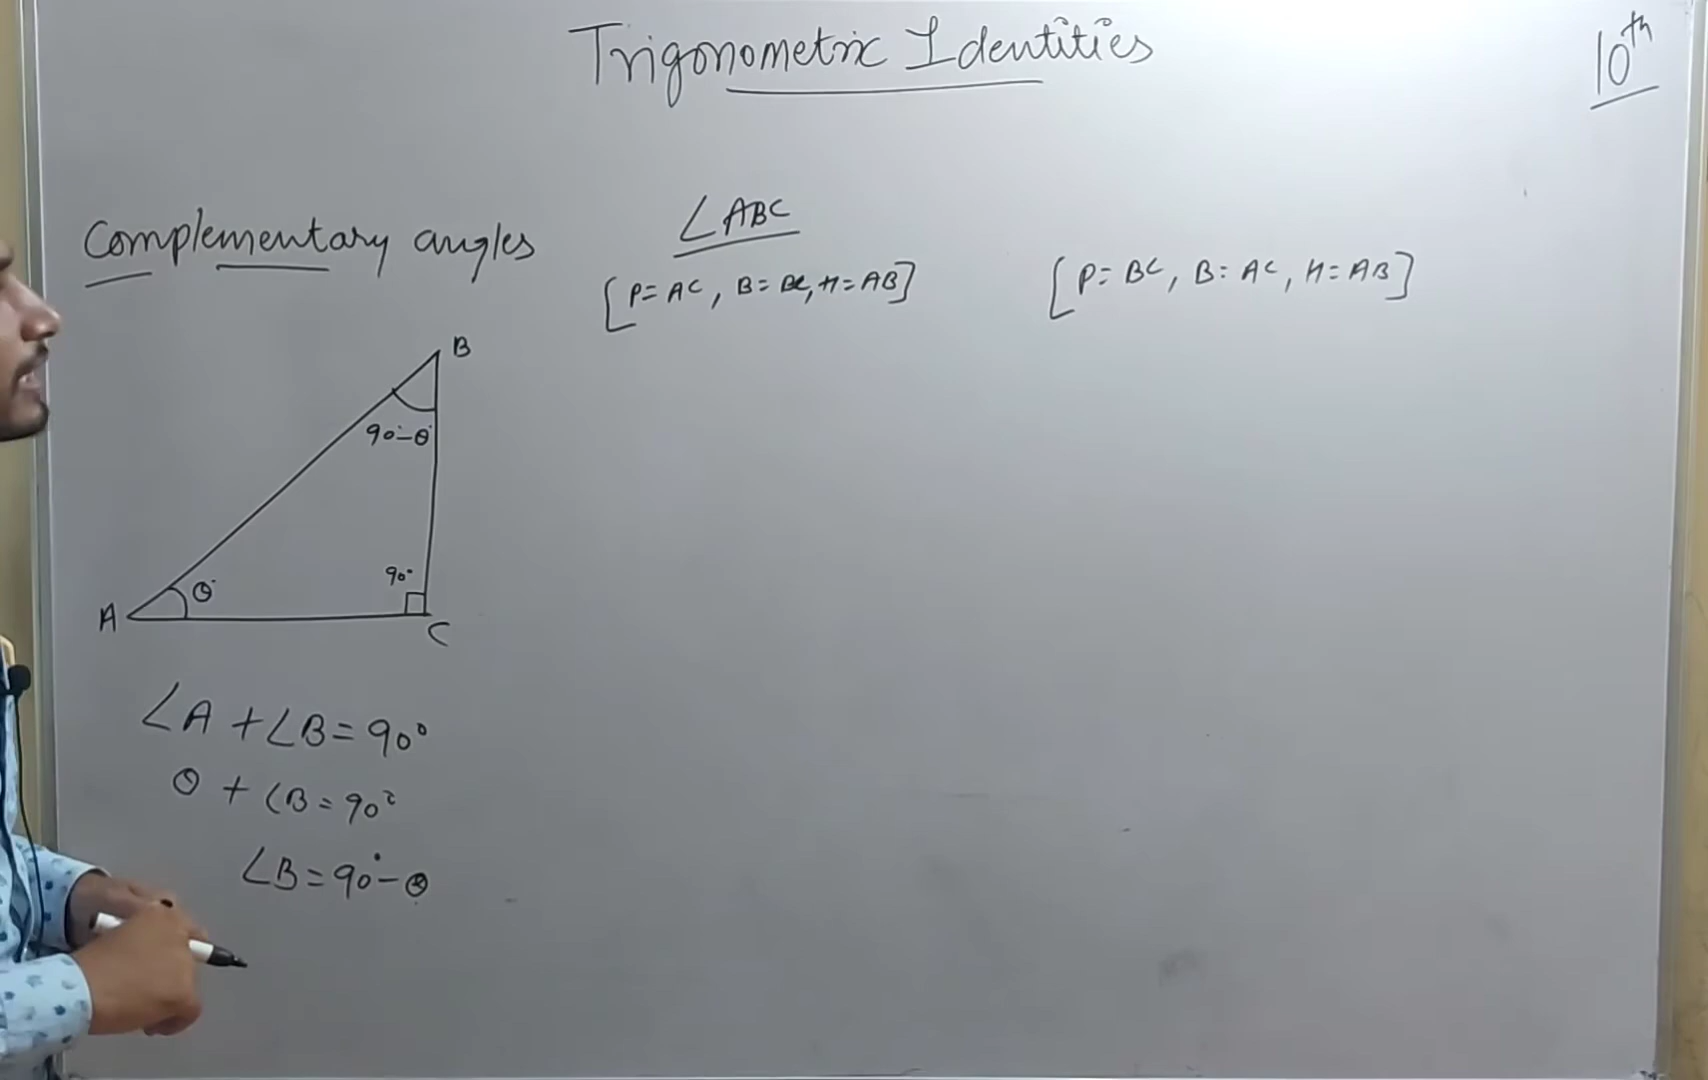 Trigonometric Identities
10th
Complementary angles
∠ABC
[P= AC, B= BC, H= AB]
[P= BC, B= AC, H= AB]
B
90°-θ
90°
θ
A
C
∠A + ∠B = 90°
θ + ∠B = 90°
∠B = 90°- θ